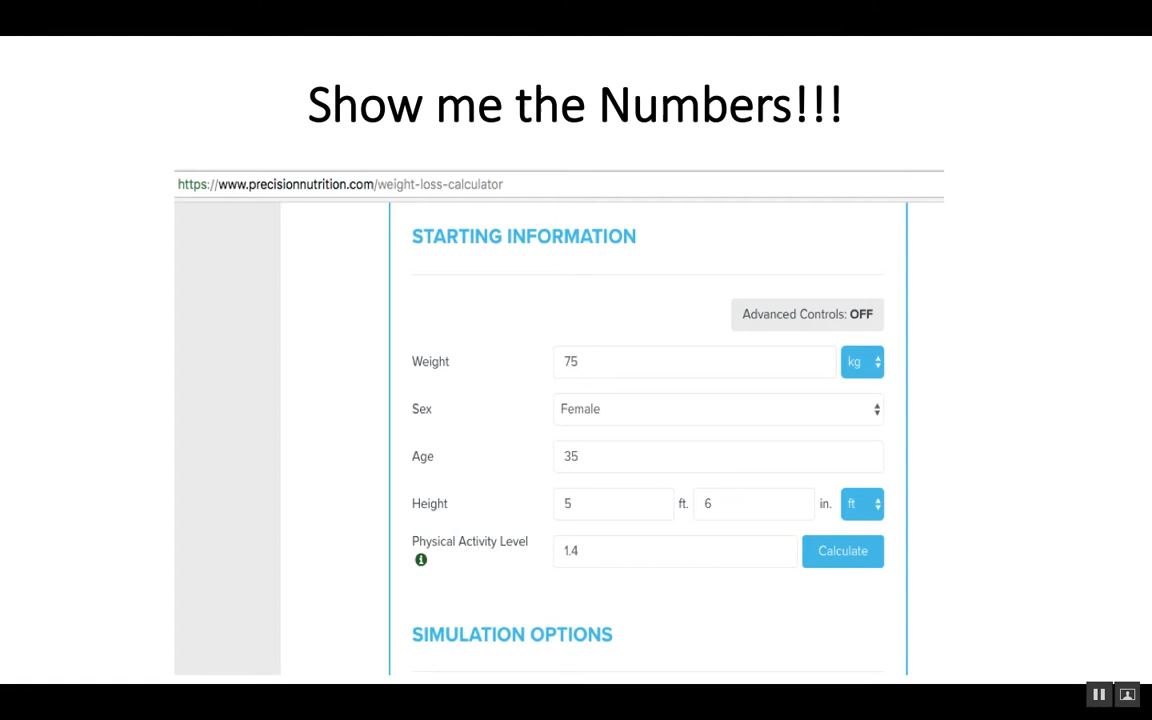 Show me the Numbers!!!
https://www.precisionnutrition.com/weight-loss-calculator
STARTING INFORMATION
Advanced Controls: OFF
Weight 75 kg
Sex Female
Age 35
Height 5 ft. 6 in. ft
Physical Activity Level 1.4 Calculate
SIMULATION OPTIONS